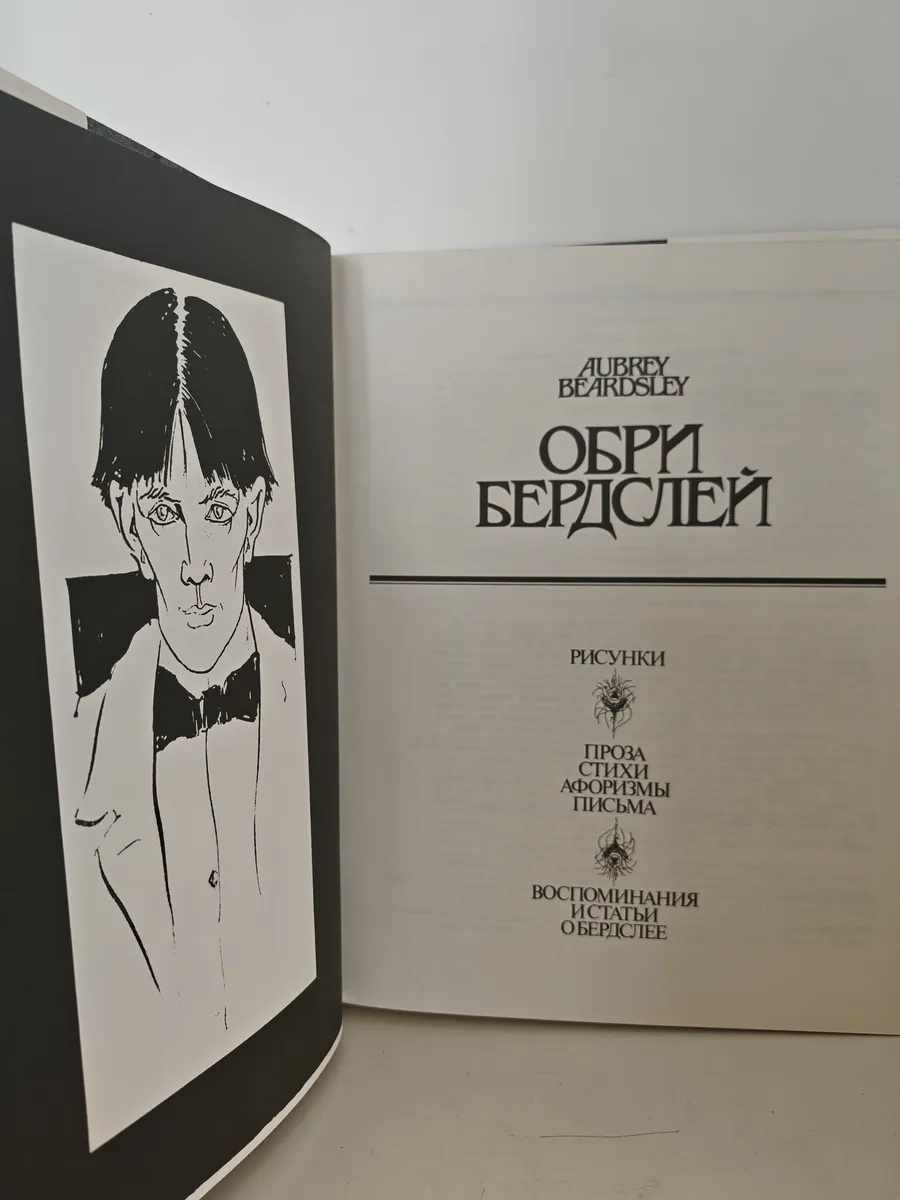 AUBREY
BEARDSLEY
ОБРИ
БЕРДСЛЕЙ
РИСУНКИ
ПРОЗА
СТИХИ
АФОРИЗМЫ
ПИСЬМА
ВОСПОМИНАНИЯ
И СТАТЬИ
О БЕРДСЛЕЕ